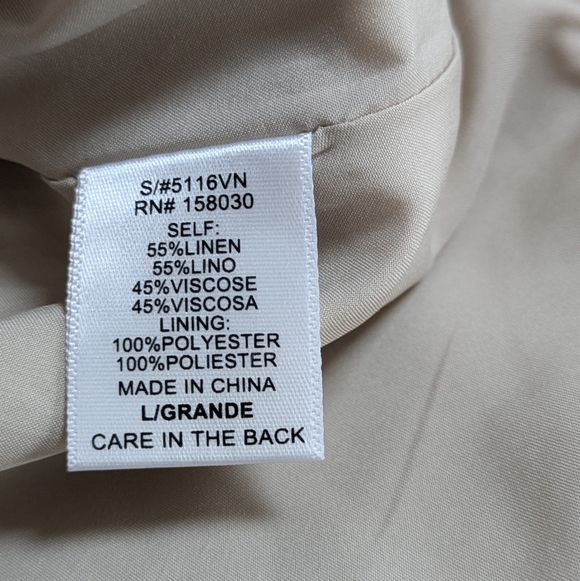 S/#5116VN
RN# 158030
SELF:
55%LINEN
55%LINO
45%VISCOSE
45%VISCOSA
LINING:
100%POLYESTER
100%POLIESTER
MADE IN CHINA
L/GRANDE
CARE IN THE BACK